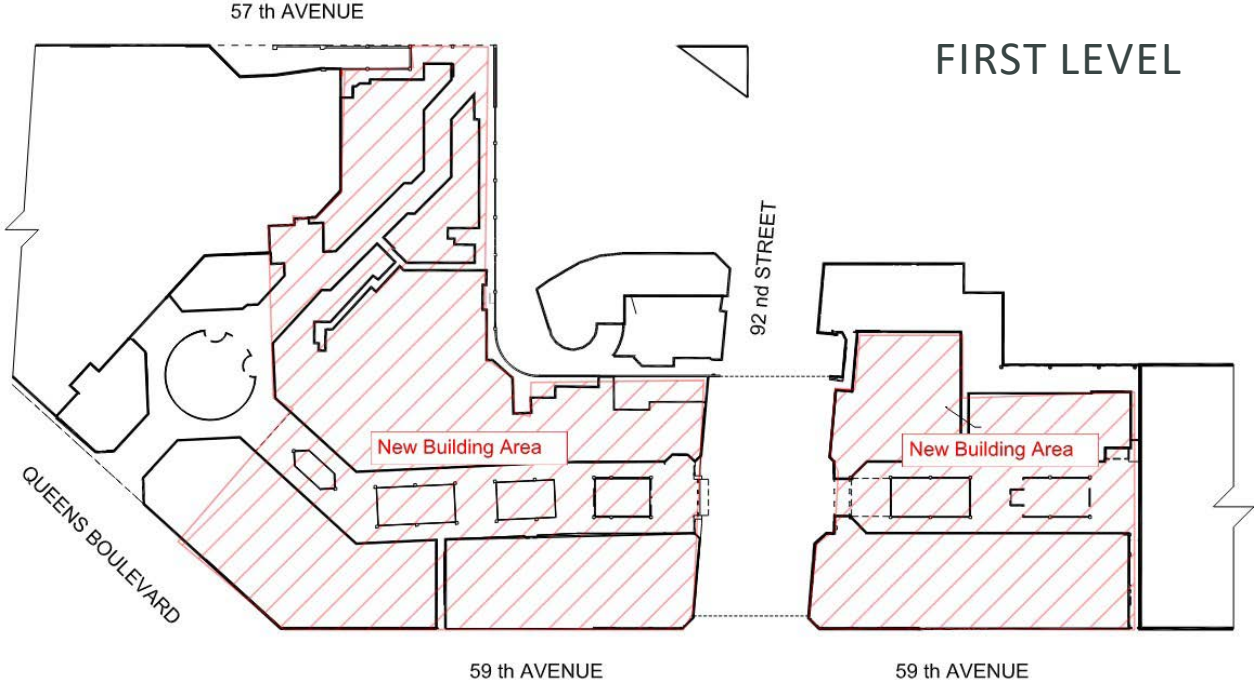 57 th AVENUE
FIRST LEVEL
92 nd STREET
New Building Area
New Building Area
QUEENS BOULEVARD
59 th AVENUE
59 th AVENUE